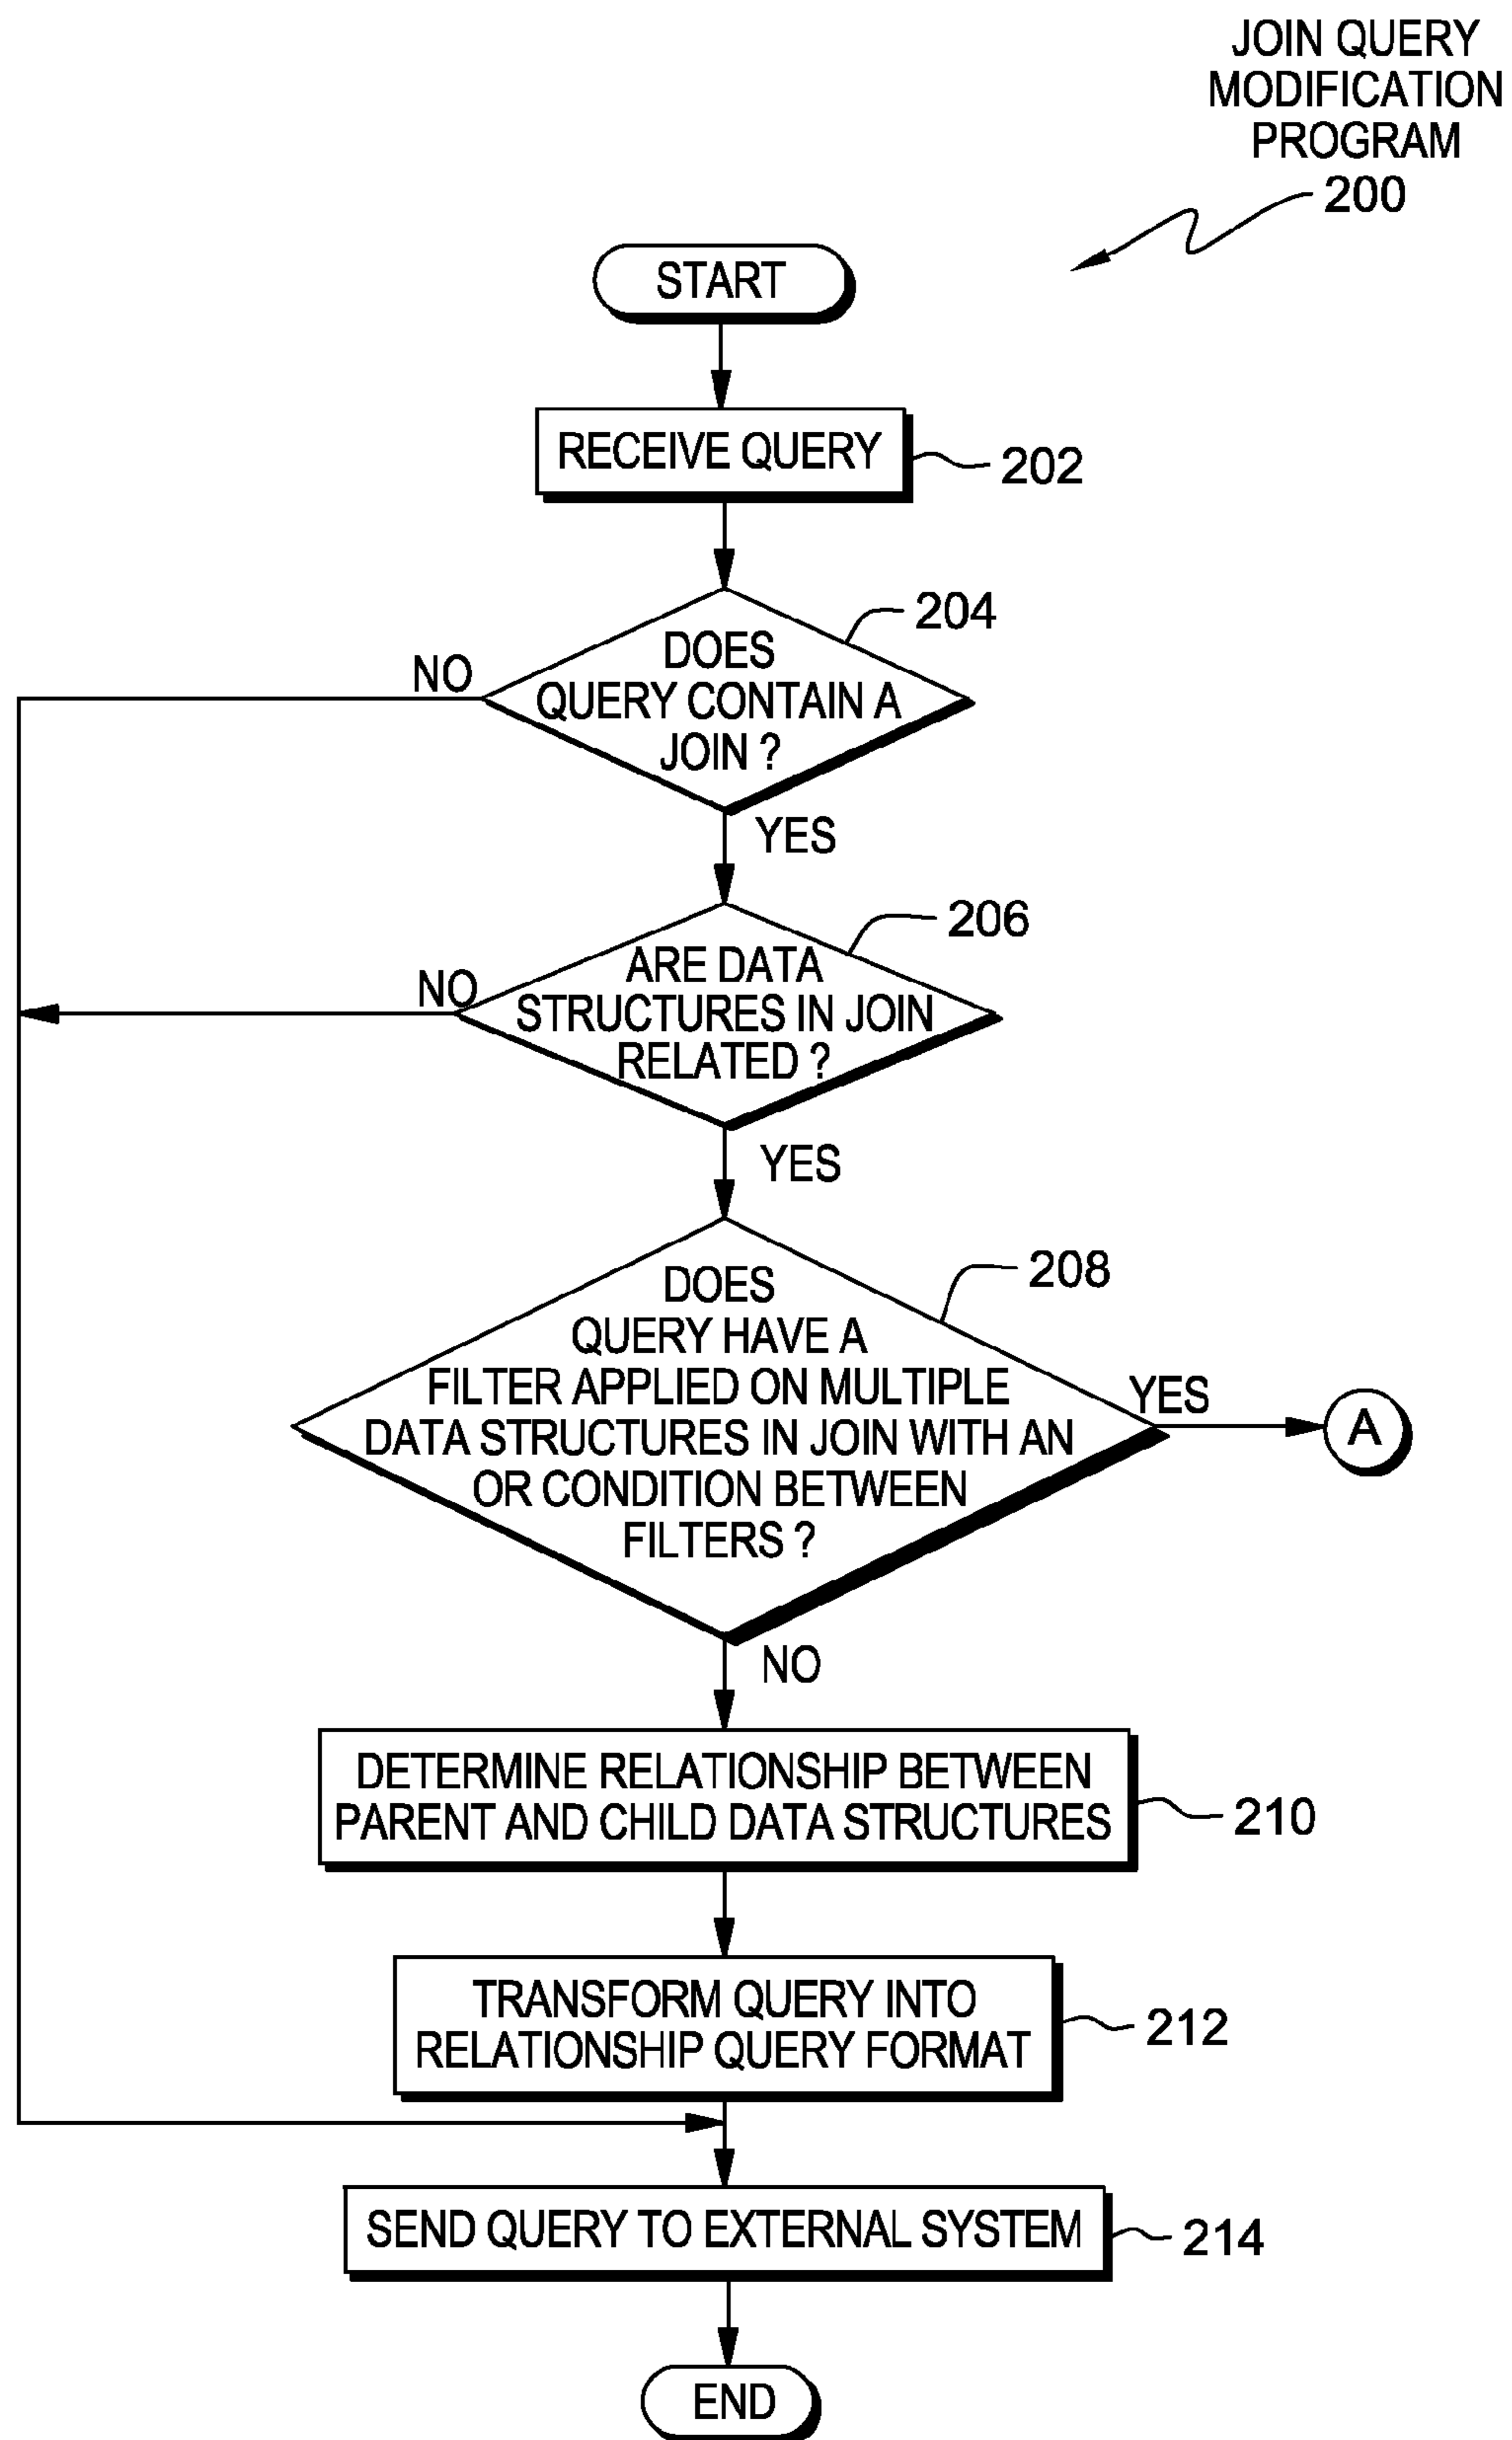 JOIN QUERY
MODIFICATION
PROGRAM
200
START
RECEIVE QUERY
202
204
DOES
QUERY CONTAIN A
JOIN ?
NO
YES
206
ARE DATA
STRUCTURES IN JOIN
RELATED ?
NO
YES
208
DOES
QUERY HAVE A
FILTER APPLIED ON MULTIPLE
DATA STRUCTURES IN JOIN WITH AN
OR CONDITION BETWEEN
FILTERS ?
YES
A
NO
DETERMINE RELATIONSHIP BETWEEN
PARENT AND CHILD DATA STRUCTURES
210
TRANSFORM QUERY INTO
RELATIONSHIP QUERY FORMAT
212
SEND QUERY TO EXTERNAL SYSTEM
214
END